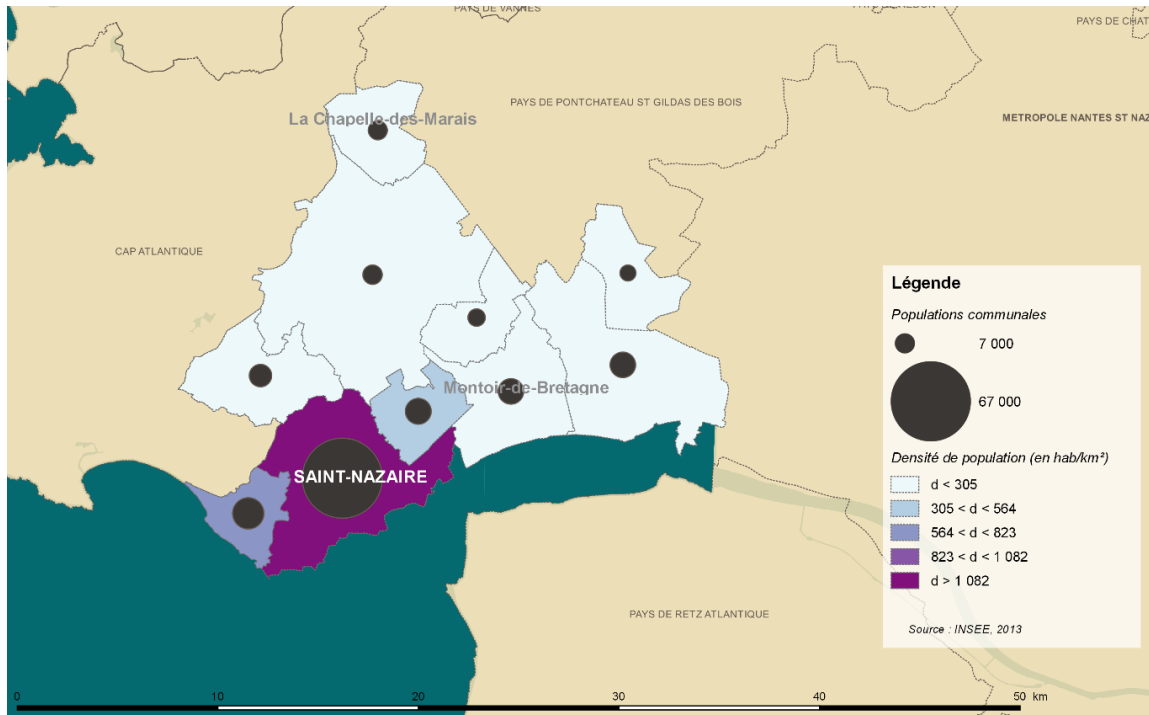 PAYS DE VANNES
PAYS DE REDON
PAYS DE CHAT
La Chapelle-des-Marais
PAYS DE PONTCHATEAU ST GILDAS DES BOIS
METROPOLE NANTES ST NAZ
CAP ATLANTIQUE
Montoir-de-Bretagne
SAINT-NAZAIRE
PAYS DE RETZ ATLANTIQUE
Légende
Populations communales
7 000
67 000
Densité de population (en hab/km²)
d < 305
305 < d < 564
564 < d < 823
823 < d < 1 082
d > 1 082
Source : INSEE, 2013
0 10 20 30 40 50 km